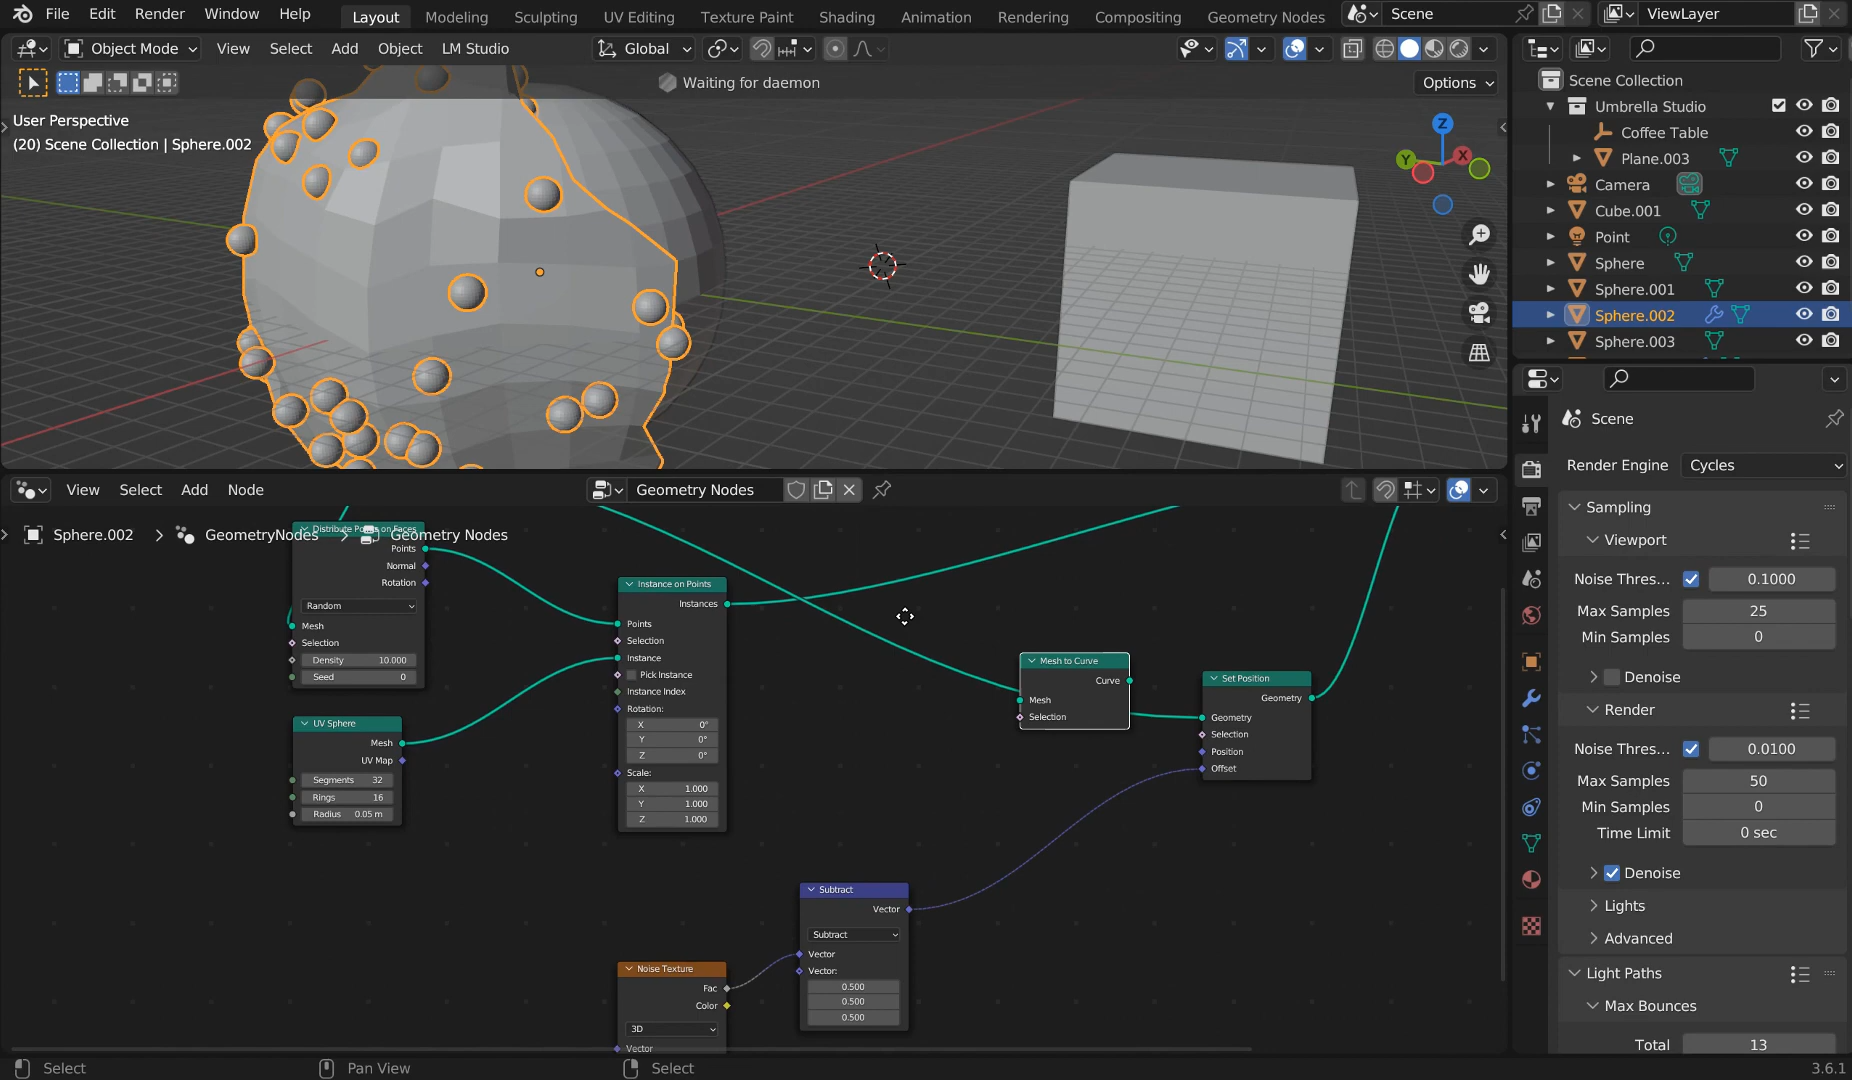 File Edit Render Window Help Layout Modeling Sculpting UV Editing Texture Paint Shading Animation Rendering Compositing Geometry Nodes Scene ViewLayer
Object Mode View Select Add Object LM Studio Global
Waiting for daemon Options
User Perspective
(20) Scene Collection | Sphere.002
Z
Y
X
Scene Collection
Umbrella Studio
Coffee Table
Plane.003
Camera
Cube.001
Point
Sphere
Sphere.001
Sphere.002
Sphere.003
View Select Add Node Geometry Nodes
Sphere.002 > GeometryNodes > Geometry Nodes
Distribute Points on Faces
Points
Normal
Rotation
Random
Mesh
Selection
Density 10.000
Seed 0
UV Sphere
Mesh
UV Map
Segments 32
Rings 16
Radius 0.05 m
Instance on Points
Instances
Points
Selection
Instance
Pick Instance
Instance Index
Rotation:
X 0°
Y 0°
Z 0°
Scale:
X 1.000
Y 1.000
Z 1.000
Mesh to Curve
Curve
Mesh
Selection
Set Position
Geometry
Geometry
Selection
Position
Offset
Subtract
Vector
Subtract
Vector
Vector:
0.500
0.500
0.500
Noise Texture
Fac
Color
3D
Vector
Scene
Render Engine Cycles
Sampling
Viewport
Noise Thres... 0.1000
Max Samples 25
Min Samples 0
Denoise
Render
Noise Thres... 0.0100
Max Samples 50
Min Samples 0
Time Limit 0 sec
Denoise
Lights
Advanced
Light Paths
Max Bounces
Total 13
Select Pan View Select 3.6.1